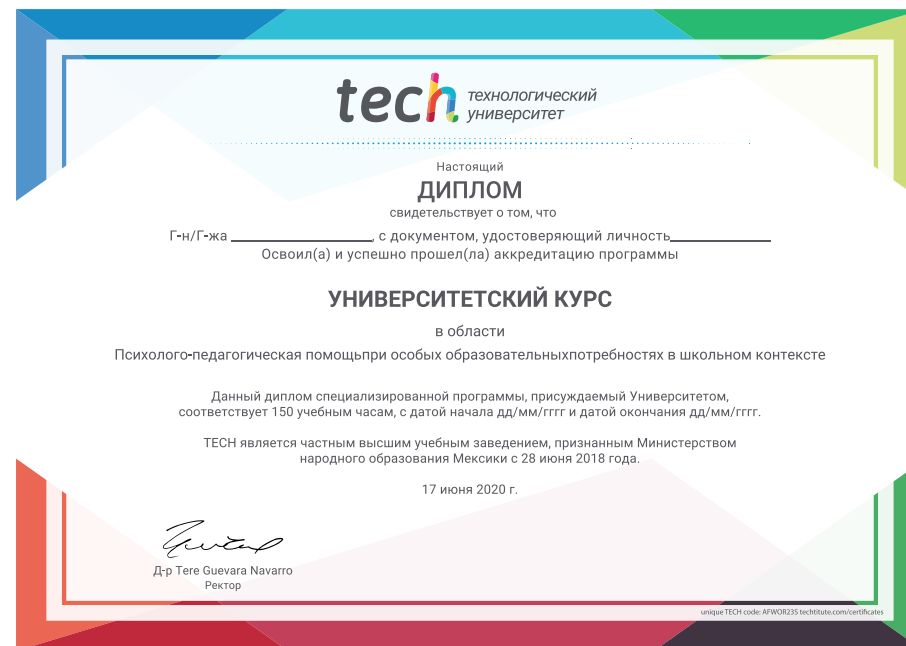 tech технологический
университет
Настоящий
ДИПЛОМ
свидетельствует о том, что
Г-н/Г-жа ____________________, с документом, удостоверяющий личность______________
Освоил(а) и успешно прошел(ла) аккредитацию программы
УНИВЕРСИТЕТСКИЙ КУРС
в области
Психолого-педагогическая помощьпри особых образовательныхпотребностях в школьном контексте
Данный диплом специализированной программы, присуждаемый Университетом,
соответствует 150 учебным часам, с датой начала дд/мм/гггг и датой окончания дд/мм/гггг.
TECH является частным высшим учебным заведением, признанным Министерством
народного образования Мексики с 28 июня 2018 года.
17 июня 2020 г.
Д-р Tere Guevara Navarro
Ректор
unique TECH code: AFWOR23S techtitute.com/certificates